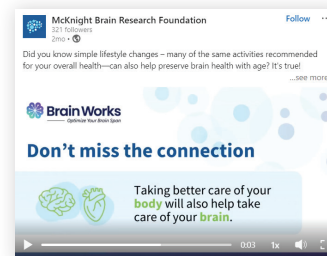 McKnight Brain Research Foundation
Follow
321 followers
2mo •
Did you know simple lifestyle changes – many of the same activities recommended
for your overall health—can also help preserve brain health with age? It's true!
...see more
Brain Works
Optimize Your Brain Span
Don't miss the connection
Taking better care of your
body will also help take
care of your brain.
0:03 1x